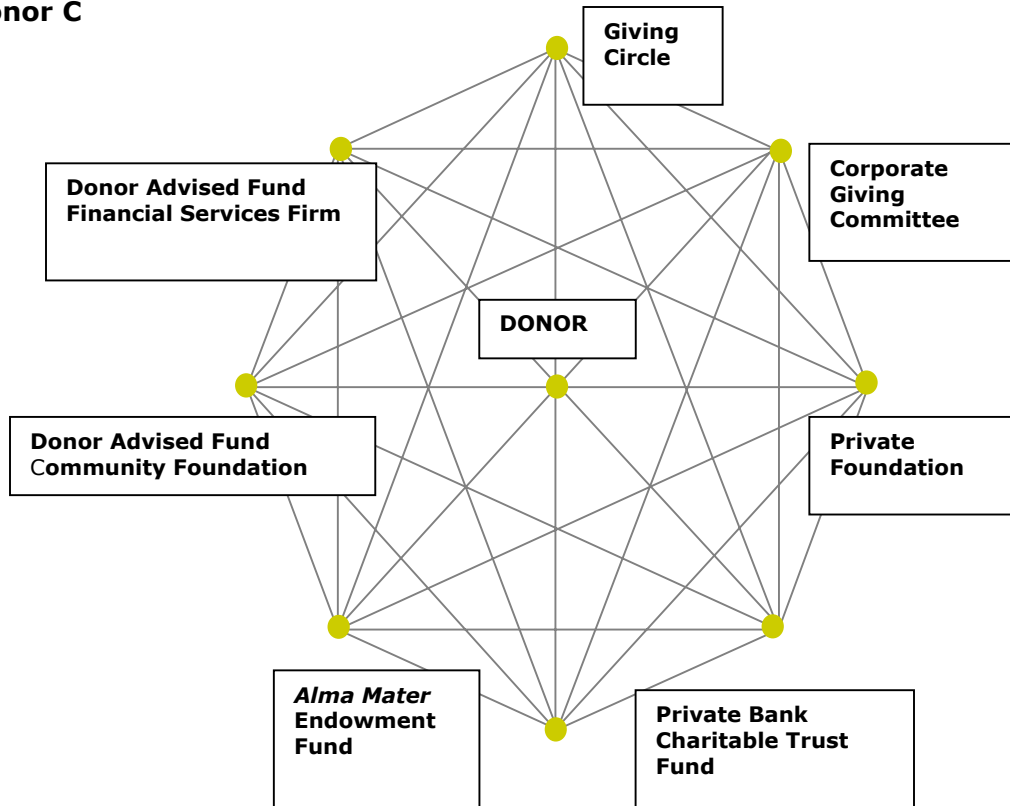 onor C
Giving
Circle
Corporate
Giving
Committee
Donor Advised Fund
Financial Services Firm
DONOR
Donor Advised Fund
Community Foundation
Private
Foundation
Alma Mater
Endowment
Fund
Private Bank
Charitable Trust
Fund